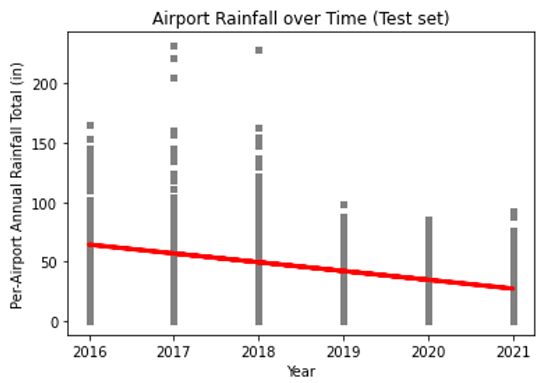 Airport Rainfall over Time (Test set)
Per-Airport Annual Rainfall Total (in)
200
150
100
50
0
2016 2017 2018 2019 2020 2021
Year